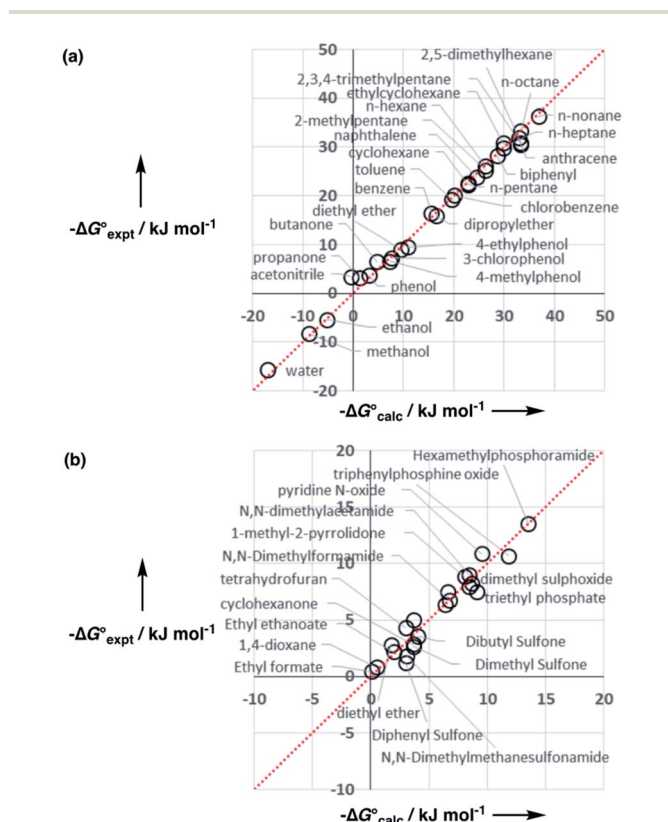 (a)
50
2,5-dimethylhexane
2,3,4-trimethylpentane
n-octane
ethylcyclohexane
40
n-hexane
n-nonane
2-methylpentane
n-heptane
naphthalene
30
cyclohexane
anthracene
toluene
biphenyl
benzene
n-pentane
20
chlorobenzene
diethyl ether
dipropylether
-ΔG°expt / kJ mol-1
butanone
10
4-ethylphenol
propanone
3-chlorophenol
acetonitrile
4-methylphenol
0
phenol
-20 -10 0 10 20 30 40 50
ethanol
-10
methanol
water
-20
-ΔG°calc / kJ mol-1
(b)
20
Hexamethylphosphoramide
triphenylphosphine oxide
pyridine N-oxide
15
N,N-dimethylacetamide
1-methyl-2-pyrrolidone
10
N,N-Dimethylformamide
tetrahydrofuran
dimethyl sulphoxide
triethyl phosphate
cyclohexanone
5
-ΔG°expt / kJ mol-1
Ethyl ethanoate
Dibutyl Sulfone
1,4-dioxane
Dimethyl Sulfone
Ethyl formate
0
-10 -5 0 5 10 15 20
diethyl ether
-5
Diphenyl Sulfone
N,N-Dimethylmethanesulfonamide
-10
-ΔG°calc / kJ mol-1